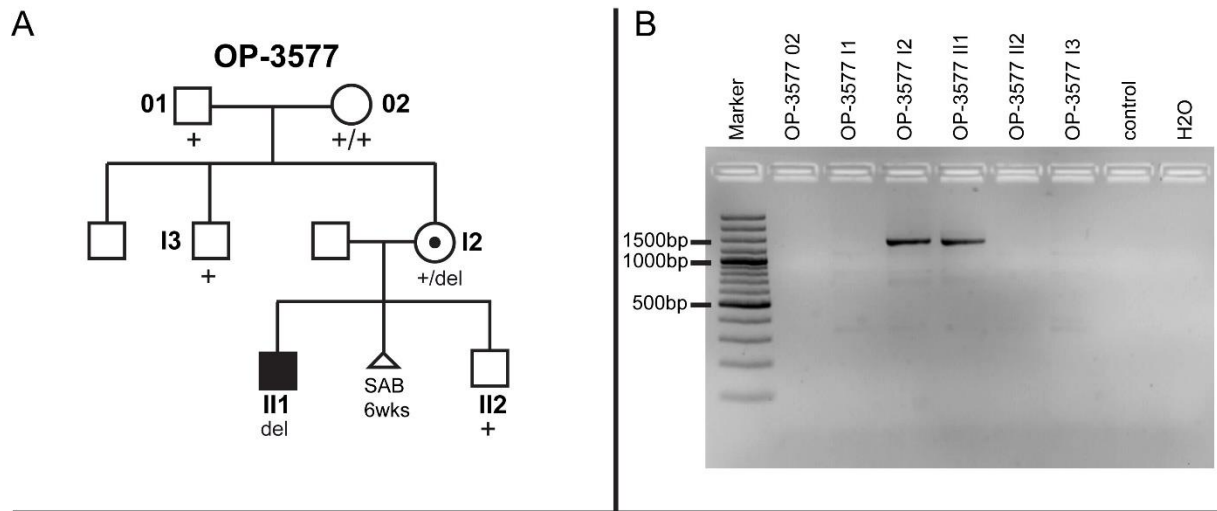 A
OP-3577
01
02
+
+/+
I3
I2
+
+/del
SAB
6wks
II1
II2
del
+
B
Marker
OP-3577 02
OP-3577 I1
OP-3577 I2
OP-3577 II1
OP-3577 II2
OP-3577 I3
control
H2O
1500bp
1000bp
500bp